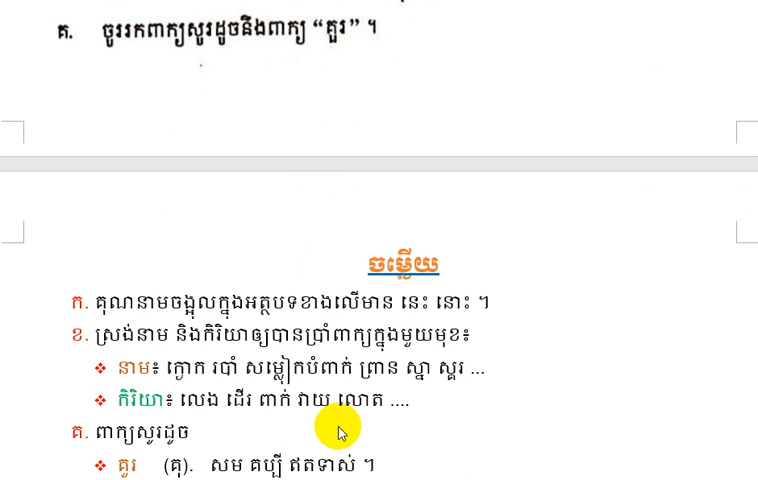 គ. ចូររកពាក្យសូរដូចនឹងពាក្យ “គួរ” ។
ចម្លើយ
ក. គុណនាមចង្អុលក្នុងអត្ថបទខាងលើមាន នេះ នោះ ។
ខ. ស្រង់នាម និងកិរិយាឲ្យបានប្រាំពាក្យក្នុងមួយមុខ៖
❖ នាម៖ ក្ងោក របាំ សម្លៀកបំពាក់ ព្រាន ស្នា ស្គរ ...
❖ កិរិយា៖ លេង ដើរ ពាក់ វាយ លោត ....
គ. ពាក្យសូរដូច
❖ គួរ (គុ). សម គប្បី ឥតទាស់ ។